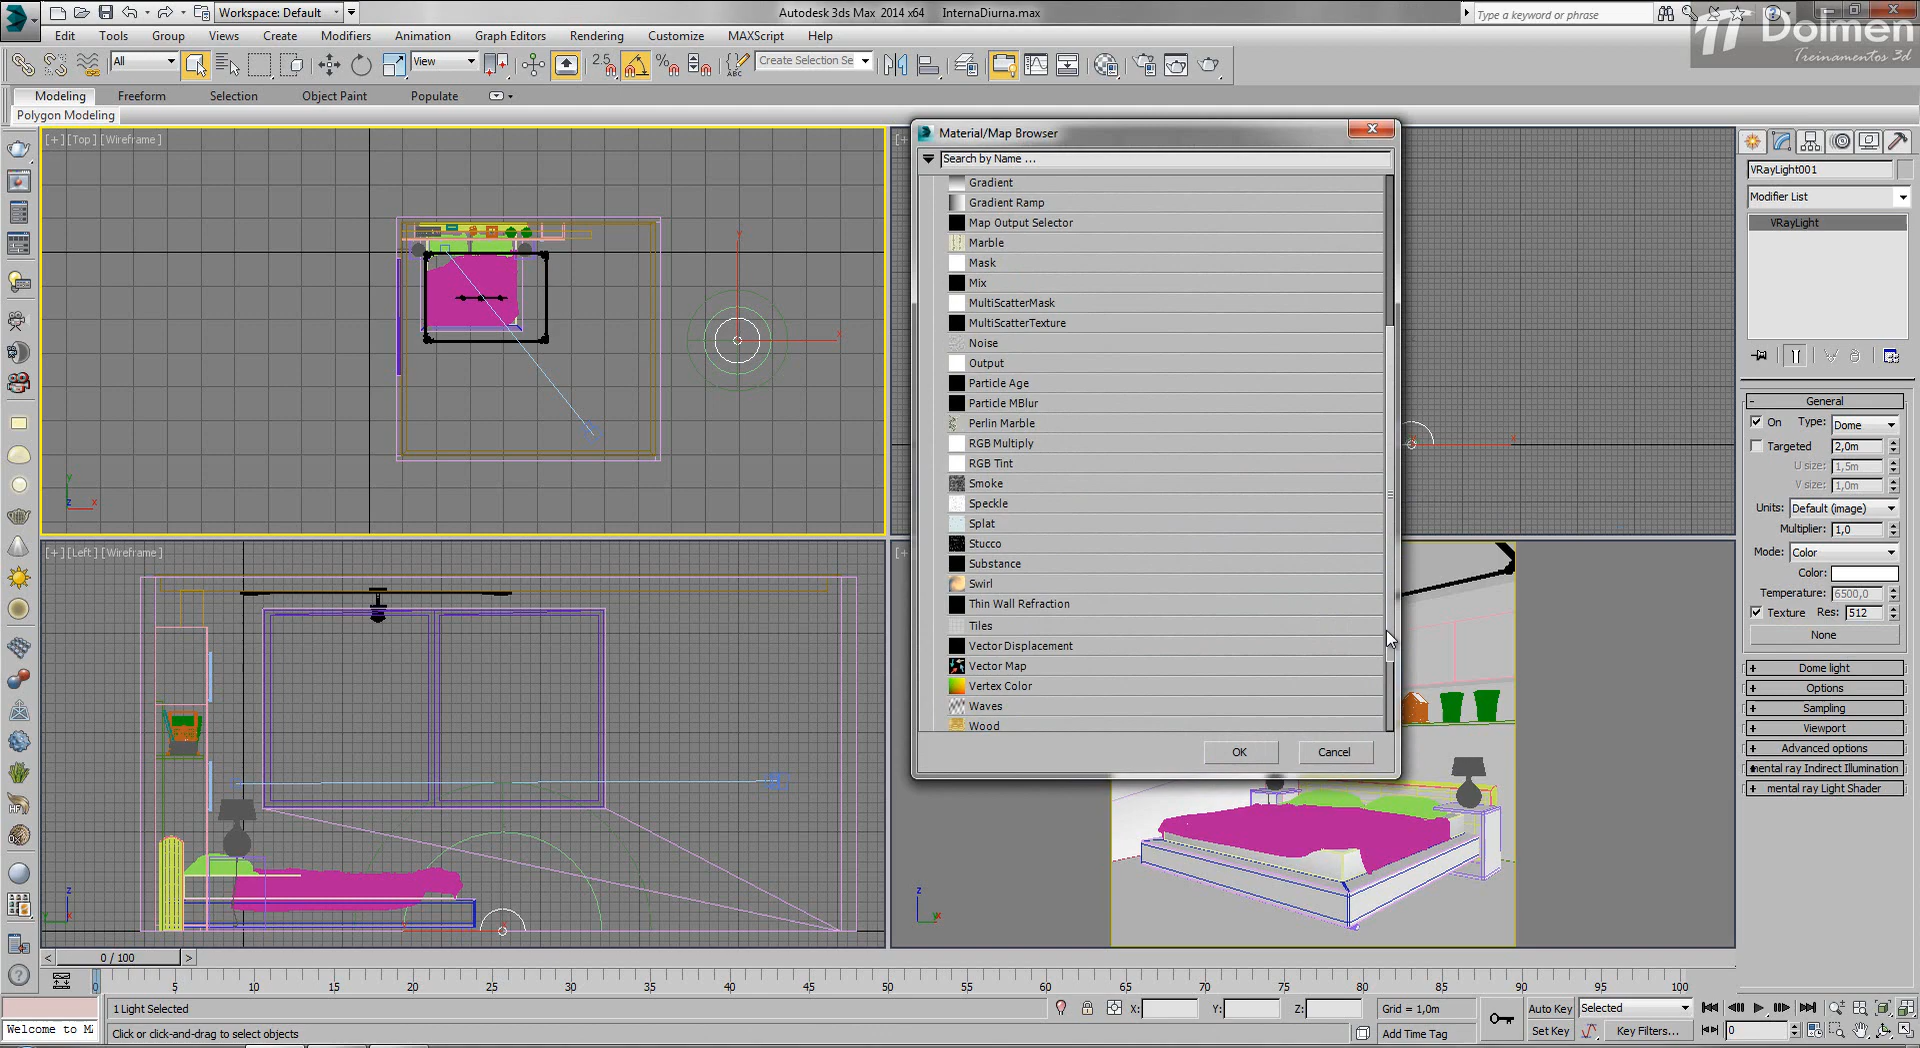 Workspace: Default
Autodesk 3ds Max 2014 x64 InternaDiurna.max
Type a keyword or phrase
Dolmen
Treinamentos 3d
Edit Tools Group Views Create Modifiers Animation Graph Editors Rendering Customize MAXScript Help
All
View
2.5
Create Selection Se
Modeling Freeform Selection Object Paint Populate
Polygon Modeling
[+] [Top] [Wireframe]
[+] [Left] [Wireframe]
Material/Map Browser
Search by Name ...
Gradient
Gradient Ramp
Map Output Selector
Marble
Mask
Mix
MultiScatterMask
MultiScatterTexture
Noise
Output
Particle Age
Particle MBlur
Perlin Marble
RGB Multiply
RGB Tint
Smoke
Speckle
Splat
Stucco
Substance
Swirl
Thin Wall Refraction
Tiles
Vector Displacement
Vector Map
Vertex Color
Waves
Wood
OK Cancel
VRayLight001
Modifier List
VRayLight
General
On Type: Dome
Targeted 2,0m
U size: 1,5m
V size: 1,0m
Units: Default (image)
Multiplier: 1,0
Mode: Color
Color:
Temperature: 6500,0
Texture Res: 512
None
Dome light
Options
Sampling
Viewport
Advanced options
mental ray Indirect Illumination
mental ray Light Shader
0 / 100
0 5 10 15 20 25 30 35 40 45 50 55 60 65 70 75 80 85 90 95 100
1 Light Selected
X: Y: Z: Grid = 1,0m
Auto Key Selected
Welcome to M
Click or click-and-drag to select objects
Add Time Tag
Set Key Key Filters... 0